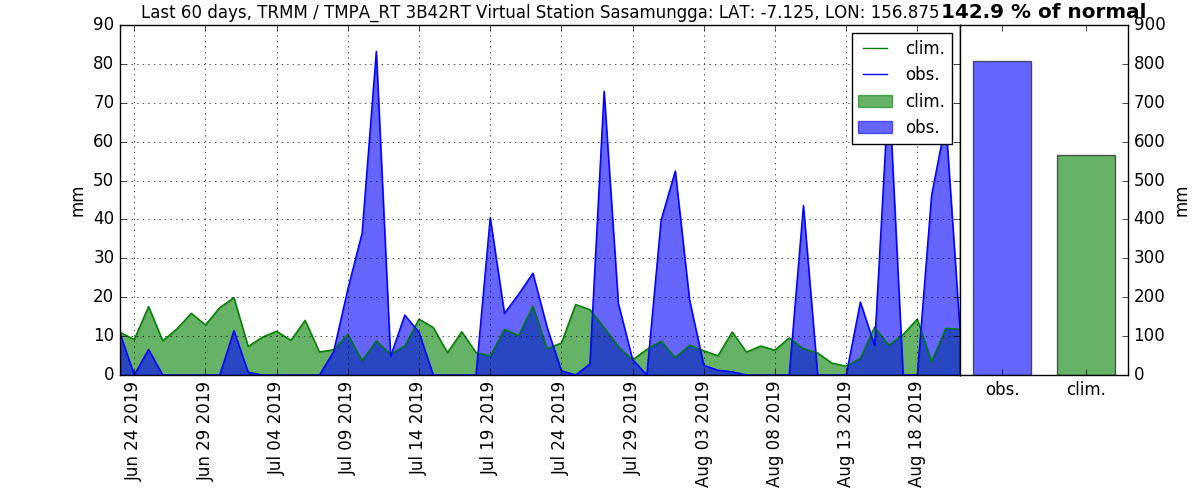 Last 60 days, TRMM / TMPA_RT 3B42RT Virtual Station Sasamungga: LAT: -7.125, LON: 156.875
142.9 % of normal
90
80
70
60
50
40
30
20
10
0
mm
clim.
obs.
clim.
obs.
Jun 24 2019
Jun 29 2019
Jul 04 2019
Jul 09 2019
Jul 14 2019
Jul 19 2019
Jul 24 2019
Jul 29 2019
Aug 03 2019
Aug 08 2019
Aug 13 2019
Aug 18 2019
900
800
700
600
500
400
300
200
100
0
mm
obs.
clim.